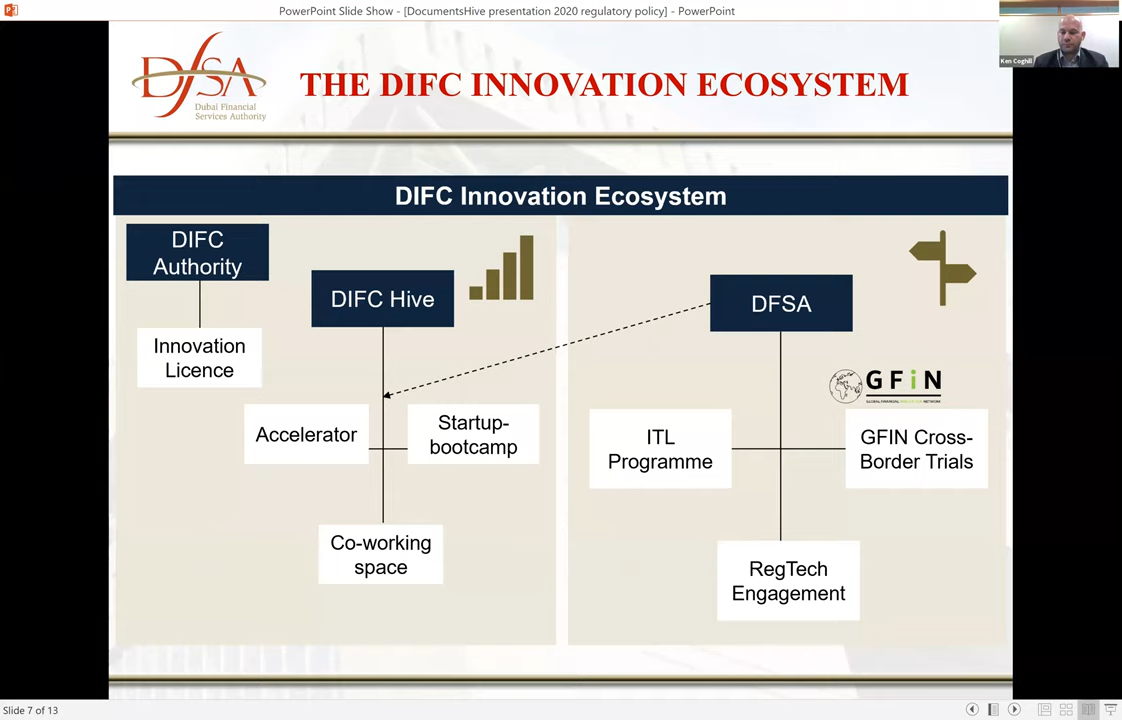 PowerPoint Slide Show - [DocumentsHive presentation 2020 regulatory policy] - PowerPoint
Ken Coghill
DFSA
Dubai Financial
Services Authority
THE DIFC INNOVATION ECOSYSTEM
DIFC Innovation Ecosystem
DIFC
Authority
Innovation
Licence
DIFC Hive
Accelerator
Startup-
bootcamp
Co-working
space
DFSA
GFiN
GLOBAL FINANCIAL INNOVATION NETWORK
ITL
Programme
GFIN Cross-
Border Trials
RegTech
Engagement
Slide 7 of 13